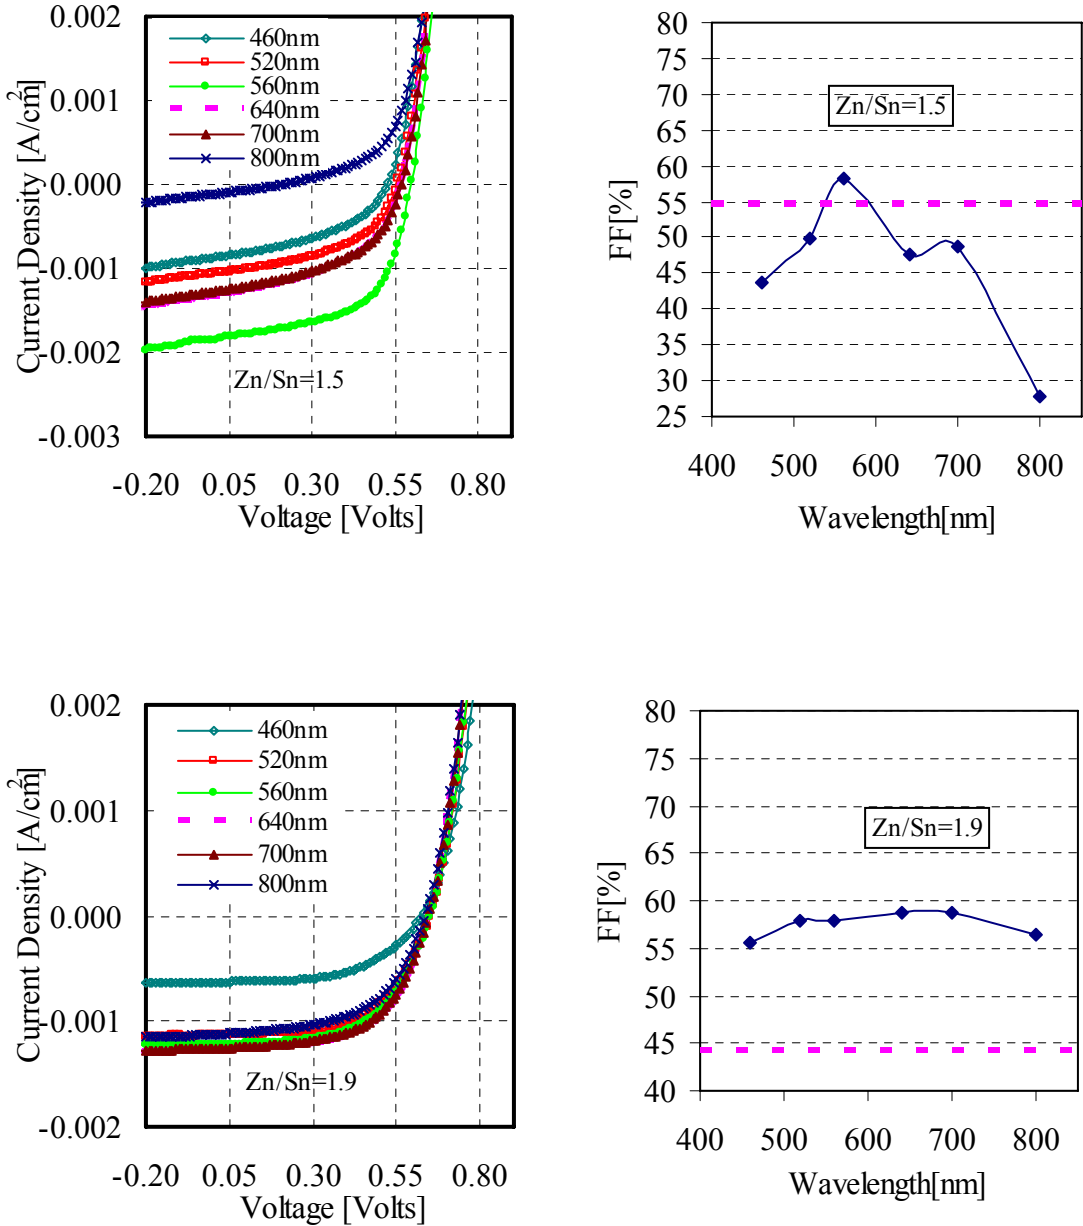 0.002
0.001
0.000
-0.001
-0.002
-0.003
Current Density [A/cm2]
460nm
520nm
560nm
640nm
700nm
800nm
Zn/Sn=1.5
-0.20 0.05 0.30 0.55 0.80
Voltage [Volts]
80
75
70
65
60
55
50
45
40
35
30
25
FF[%]
Zn/Sn=1.5
400 500 600 700 800
Wavelength[nm]
0.002
0.001
0.000
-0.001
-0.002
Current Density [A/cm2]
460nm
520nm
560nm
640nm
700nm
800nm
Zn/Sn=1.9
-0.20 0.05 0.30 0.55 0.80
Voltage [Volts]
80
75
70
65
60
55
50
45
40
FF[%]
Zn/Sn=1.9
400 500 600 700 800
Wavelength[nm]